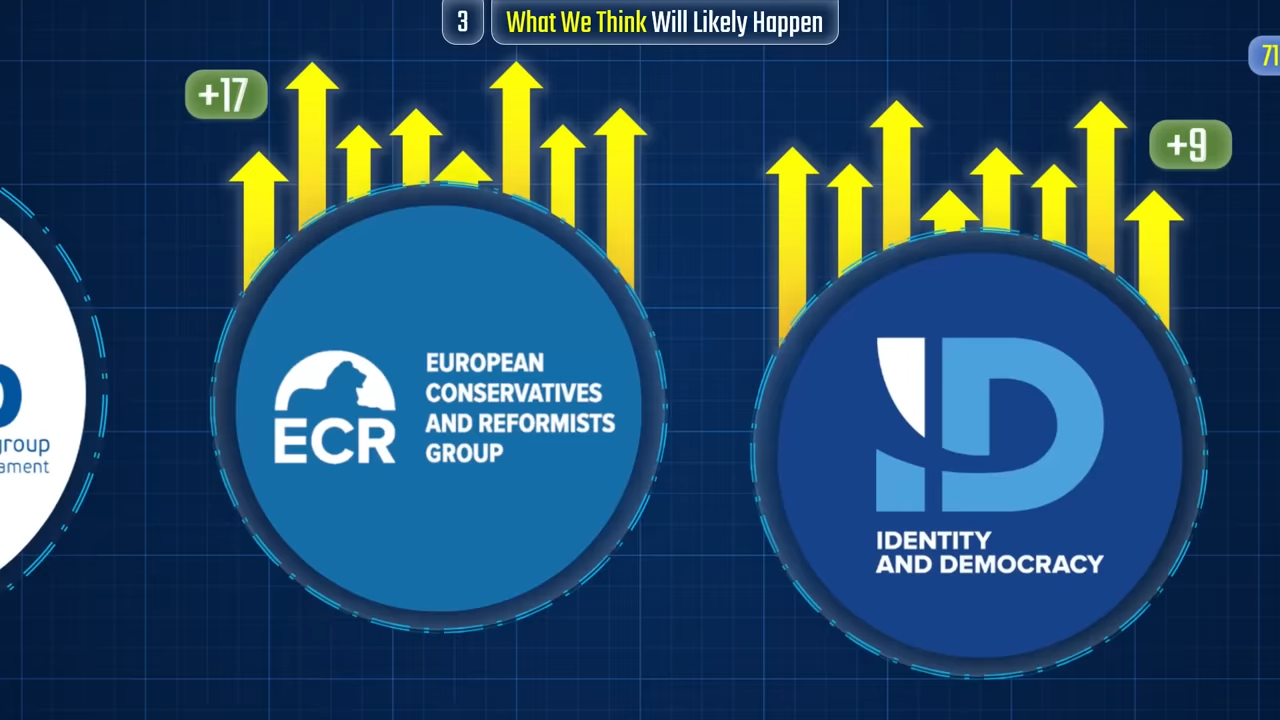 3
What We Think Will Likely Happen
71
+17
+9
group
ECR
EUROPEAN
CONSERVATIVES
AND REFORMISTS
GROUP
ID
IDENTITY
AND DEMOCRACY